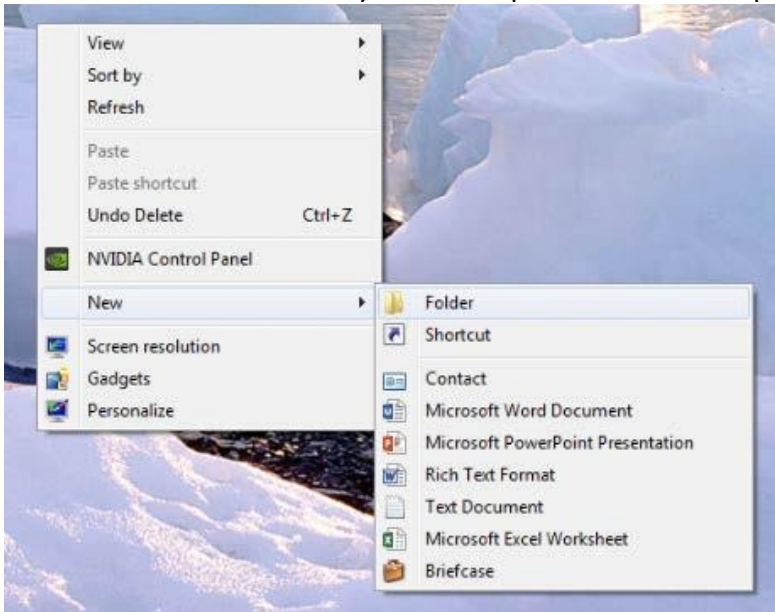 View
Sort by
Refresh
Paste
Paste shortcut
Undo Delete Ctrl+Z
NVIDIA Control Panel
New
Screen resolution
Gadgets
Personalize
Folder
Shortcut
Contact
Microsoft Word Document
Microsoft PowerPoint Presentation
Rich Text Format
Text Document
Microsoft Excel Worksheet
Briefcase